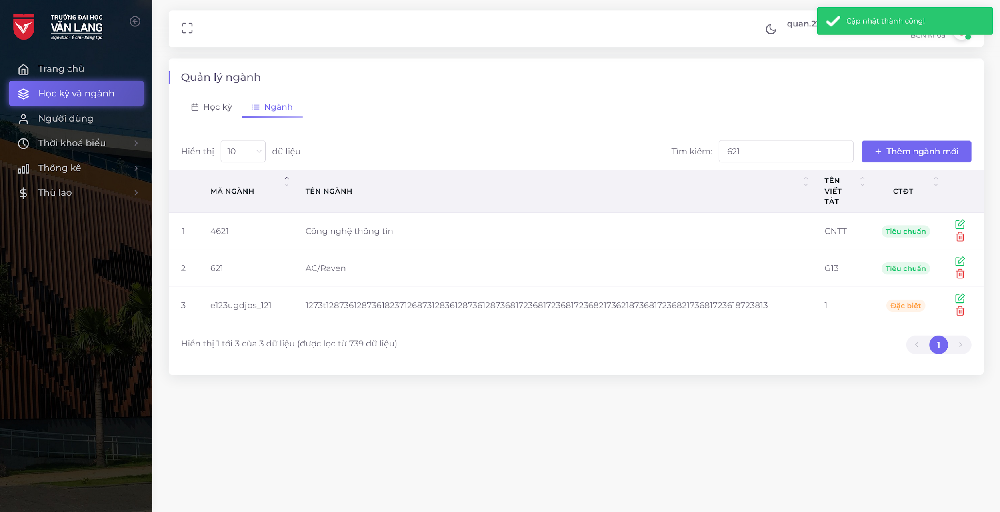 TRƯỜNG ĐẠI HỌC
VĂN LANG
Đạo đức - Ý chí - Sáng tạo
Trang chủ
Học kỳ và ngành
Người dùng
Thời khoá biểu
Thống kê
Thù lao
Cập nhật thành công!
BCN khoa
Quản lý ngành
Học kỳ
Ngành
Hiển thị 10 dữ liệu
Tìm kiếm: 621
+ Thêm ngành mới
MÃ NGÀNH
TÊN NGÀNH
TÊN
VIẾT
TẮT
CTĐT
1 4621 Công nghệ thông tin CNTT Tiêu chuẩn
2 621 AC/Raven G13 Tiêu chuẩn
3 e123ugdjbs_121 1 Đặc biệt
Hiển thị 1 tới 3 của 3 dữ liệu (được lọc từ 739 dữ liệu)
1